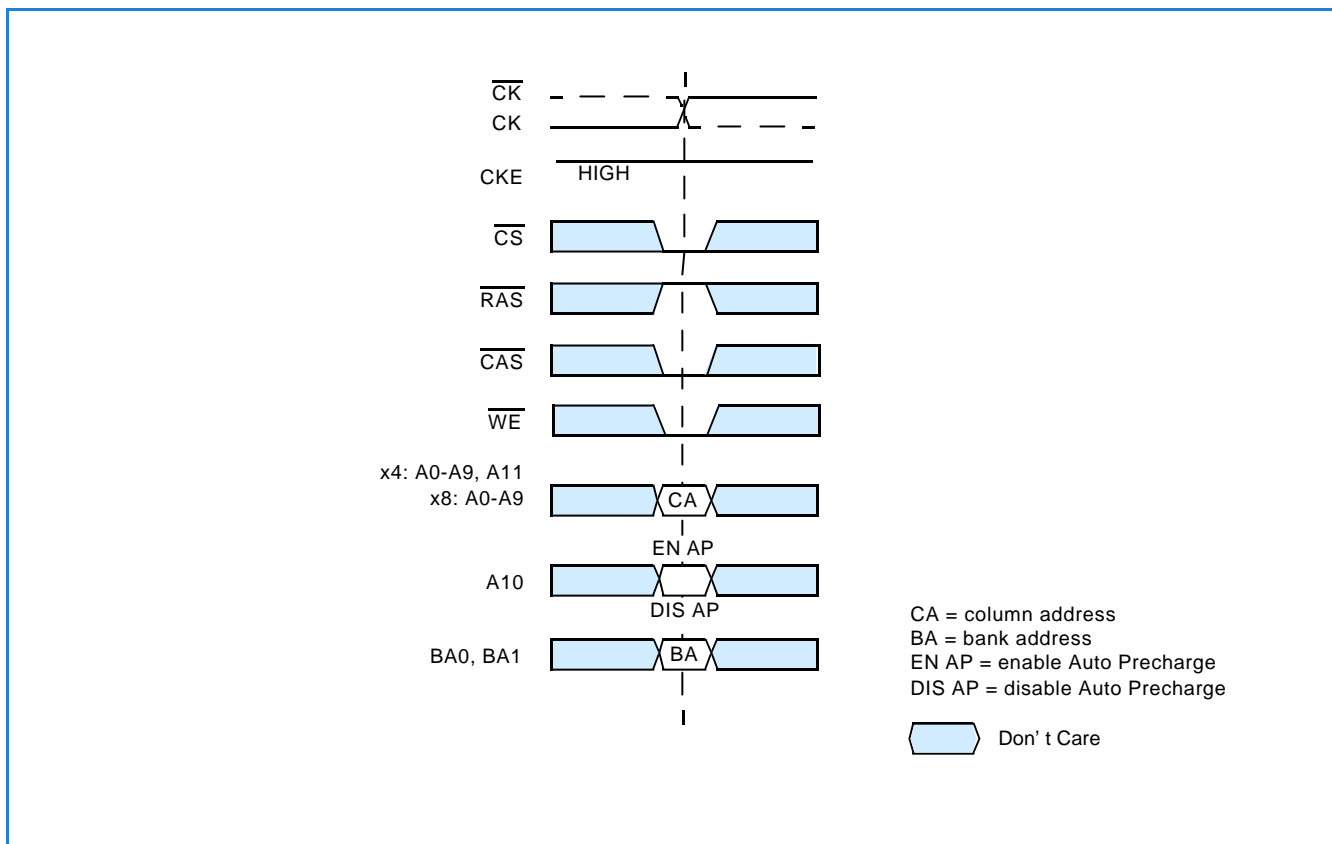 CK
CK
CKE
HIGH
CS
RAS
CAS
WE
x4: A0-A9, A11
x8: A0-A9
CA
EN AP
A10
DIS AP
BA0, BA1
BA
CA = column address
BA = bank address
EN AP = enable Auto Precharge
DIS AP = disable Auto Precharge
Don' t Care